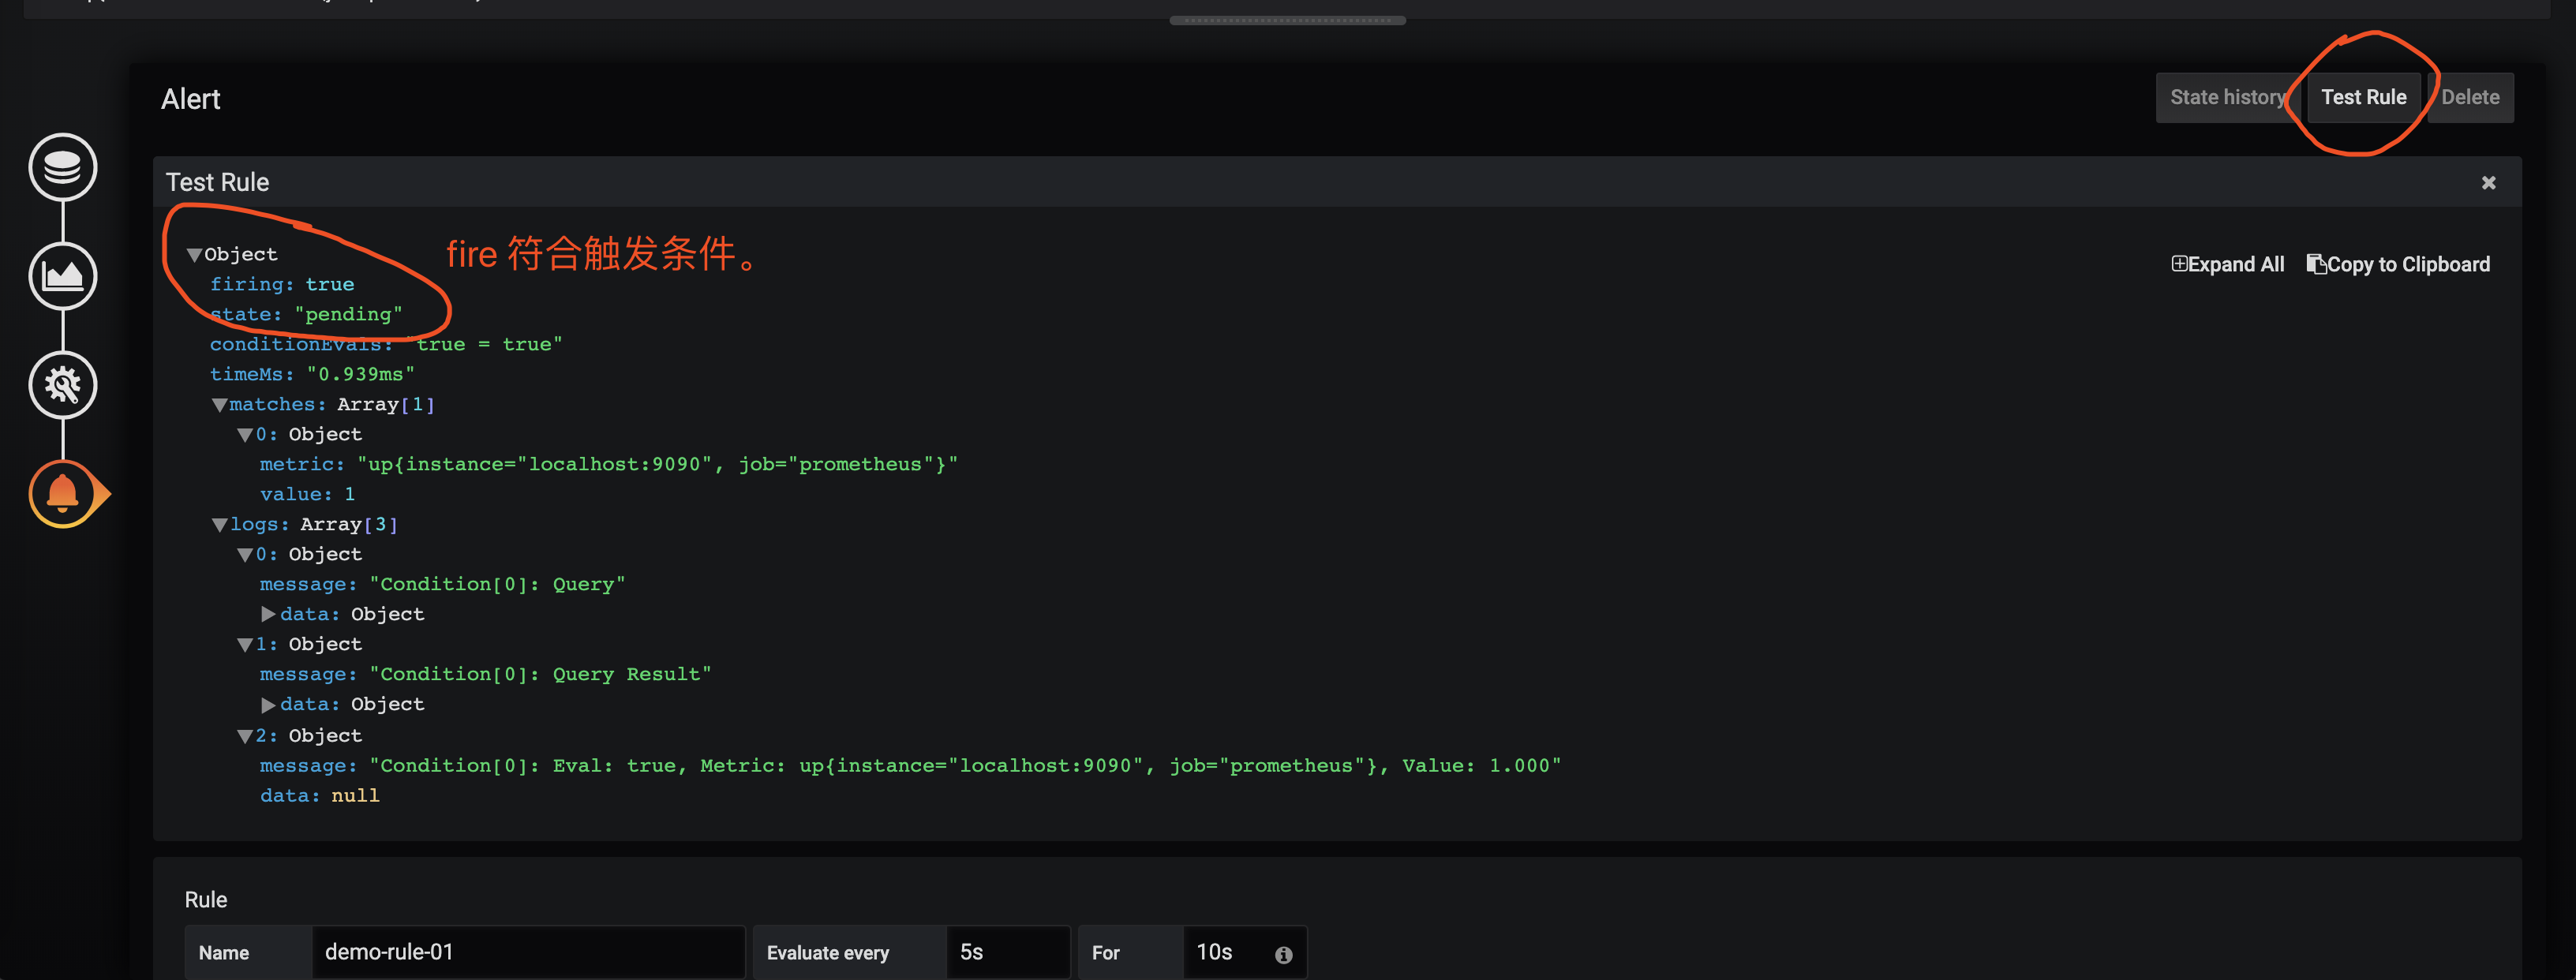 Alert
State history
Test Rule
Delete
Test Rule
Object
fire 符合触发条件。
Expand All
Copy to Clipboard
firing: true
state: "pending"
conditionEvals: "true = true"
timeMs: "0.939ms"
matches: Array[1]
0: Object
metric: "up{instance="localhost:9090", job="prometheus"}"
value: 1
logs: Array[3]
0: Object
message: "Condition[0]: Query"
data: Object
1: Object
message: "Condition[0]: Query Result"
data: Object
2: Object
message: "Condition[0]: Eval: true, Metric: up{instance="localhost:9090", job="prometheus"}, Value: 1.000"
data: null
Rule
Name demo-rule-01 Evaluate every 5s For 10s